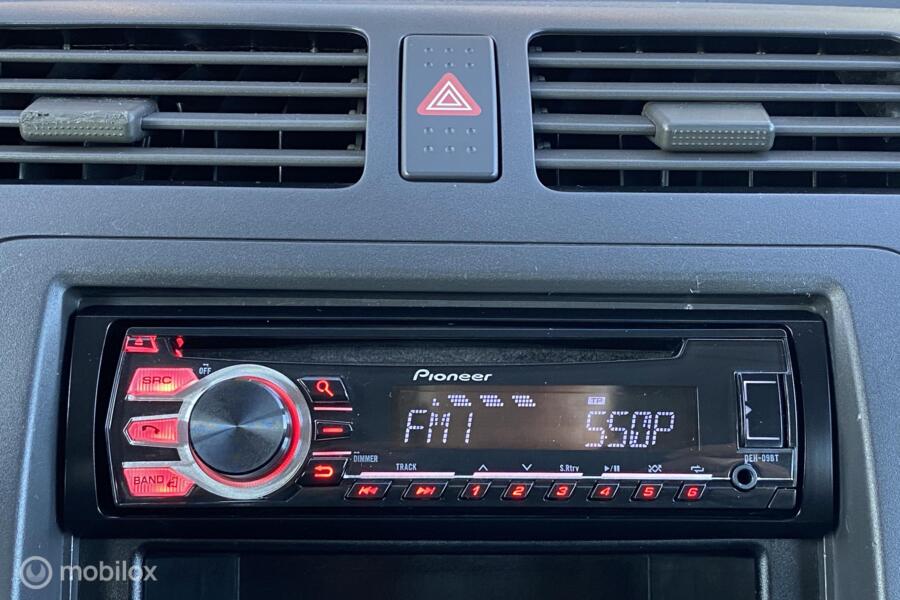 Pioneer
OFF
SRC
TP
FM1 550P
DEH-09BT
DIMMER
BAND
TRACK S.Rtrv
1 2 3 4 5 6
mobilox